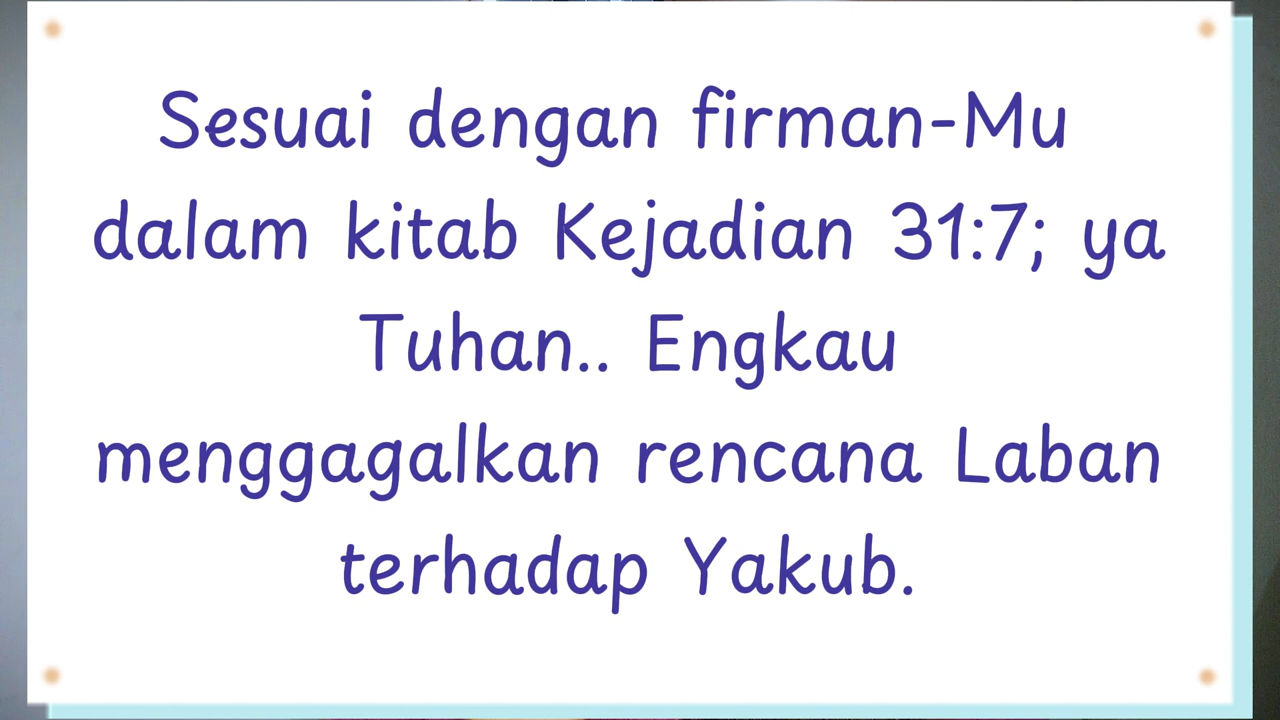 Sesuai dengan firman-Mu
dalam kitab Kejadian 31:7; ya
Tuhan.. Engkau
menggagalkan rencana Laban
terhadap Yakub.